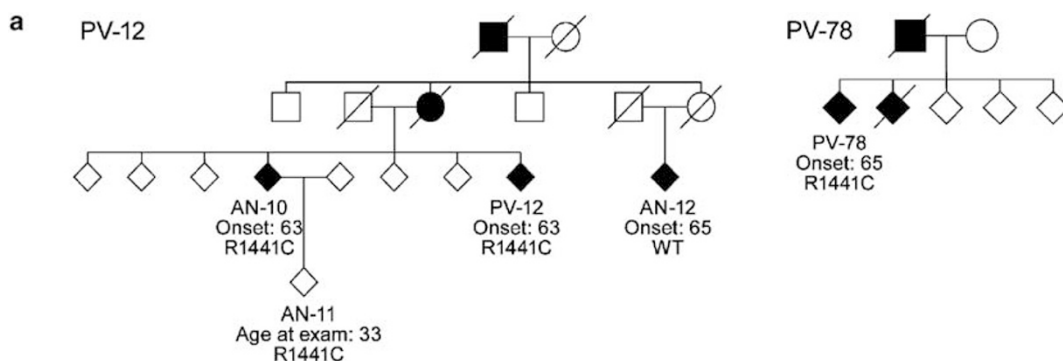 a
PV-12
PV-78
AN-10
Onset: 63
R1441C
PV-12
Onset: 63
R1441C
AN-12
Onset: 65
WT
PV-78
Onset: 65
R1441C
AN-11
Age at exam: 33
R1441C